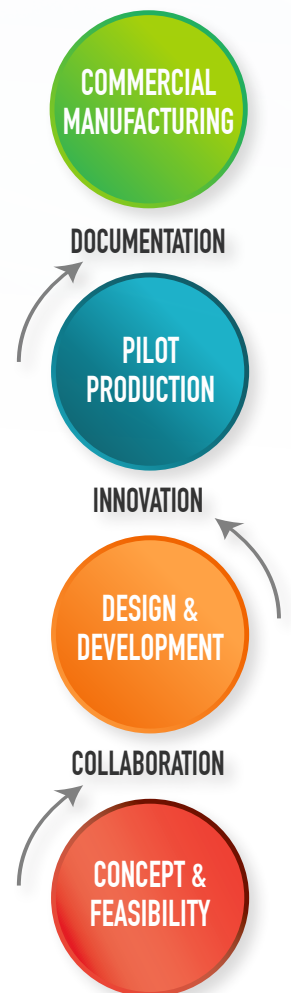 COMMERCIAL
MANUFACTURING
DOCUMENTATION
PILOT
PRODUCTION
INNOVATION
DESIGN &
DEVELOPMENT
COLLABORATION
CONCEPT &
FEASIBILITY